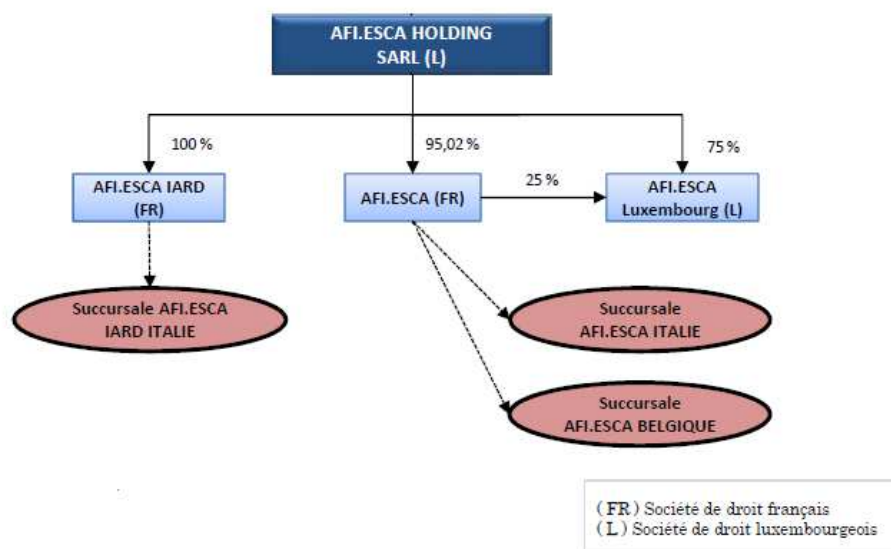 AFI.ESCA HOLDING
SARL (L)
100 %
95,02 %
75 %
AFI.ESCA IARD
(FR)
AFI.ESCA (FR)
25 %
AFI.ESCA
Luxembourg (L)
Succursale AFI.ESCA
IARD ITALIE
Succursale
AFI.ESCA ITALIE
Succursale
AFI.ESCA BELGIQUE
( FR ) Société de droit français
( L ) Société de droit luxembourgeois